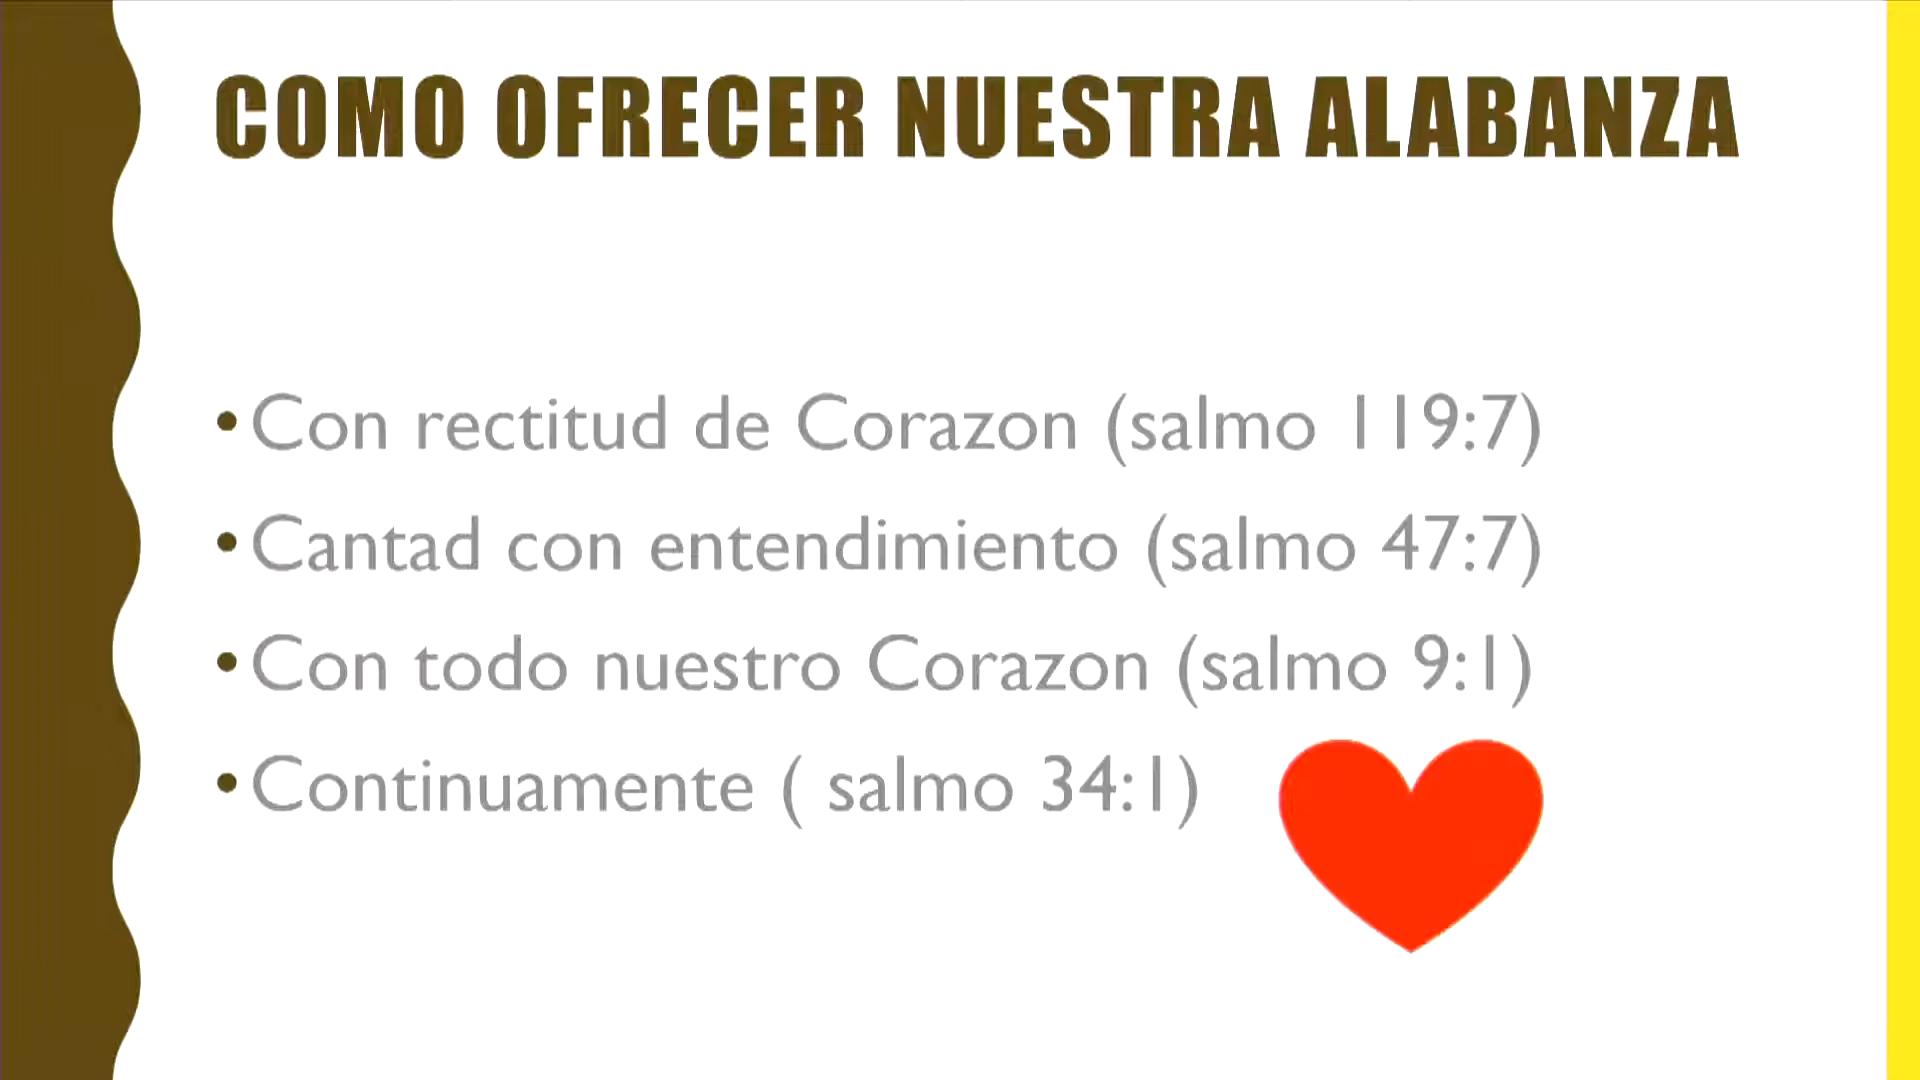 COMO OFRECER NUESTRA ALABANZA
• Con rectitud de Corazon (salmo 119:7)
• Cantad con entendimiento (salmo 47:7)
• Con todo nuestro Corazon (salmo 9:1)
• Continuamente ( salmo 34:1)